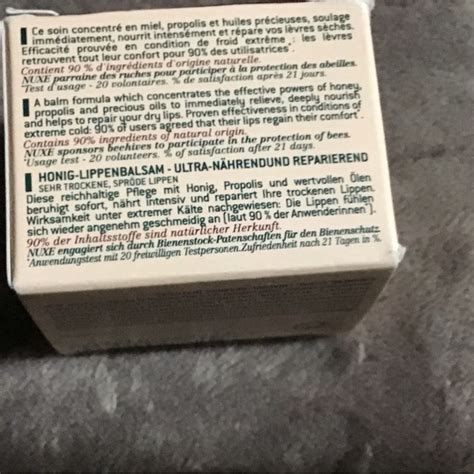 Ce soin concentré en miel, propolis et huiles précieuses, soulage
immédiatement, nourrit intensément et répare vos lèvres sèches.
Efficacité prouvée en condition de froid extrême : les lèvres
retrouvent tout leur confort pour 90% des utilisatrices*.
Contient 90 % d'ingrédients d'origine naturelle.
NUXE parraine des ruches pour participer à la protection des abeilles.
*Test d'usage - 20 volontaires. % de satisfaction après 21 jours.
A balm formula which concentrates the effective powers of honey,
propolis and precious oils to immediately relieve, deeply nourish
and helps to repair your dry lips. Proven effectiveness in conditions of
extreme cold: 90% of users agreed that their lips regain their comfort*.
Contains 90% ingredients of natural origin.
NUXE sponsors beehives to participate in the protection of bees.
*Usage test - 20 volunteers. % of satisfaction after 21 days.
HONIG-LIPPENBALSAM - ULTRA-NÄHRENDUND REPARIEREND
SEHR TROCKENE, SPRÖDE LIPPEN
Diese reichhaltige Pflege mit Honig, Propolis und wertvollen Ölen
beruhigt sofort, nährt intensiv und repariert Ihre trockenen Lippen.
Wirksamkeit unter extremer Kälte nachgewiesen: Die Lippen fühlen
sich wieder angenehm geschmeidig an (laut 90 % der Anwenderinnen*).
90% der Inhaltsstoffe sind natürlicher Herkunft.
NUXE engagiert sich durch Bienenstock-Patenschaften für den Bienenschutz.
*Anwendungstest mit 20 freiwilligen Testpersonen. Zufriedenheit nach 21 Tagen in %.